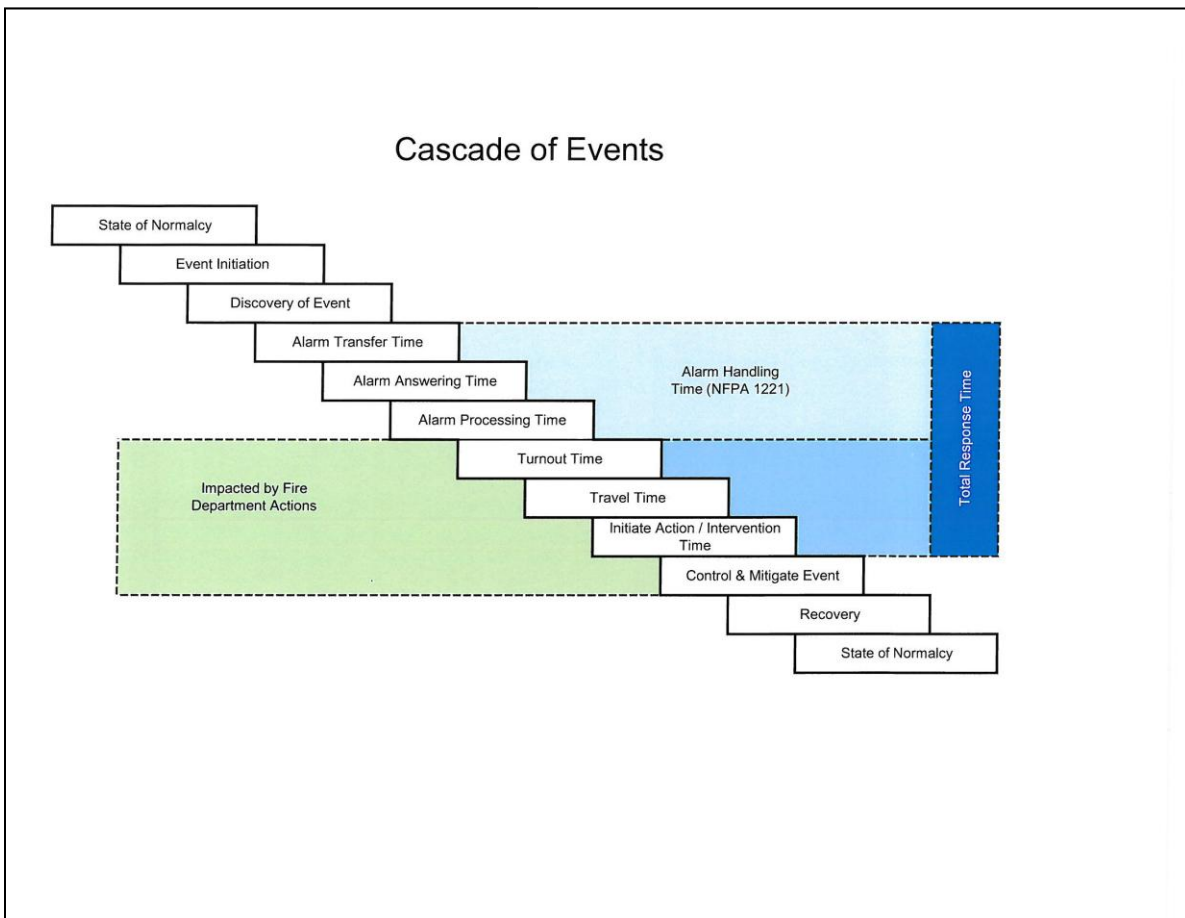 Cascade of Events
State of Normalcy
Event Initiation
Discovery of Event
Alarm Transfer Time
Alarm Answering Time
Alarm Handling
Time (NFPA 1221)
Alarm Processing Time
Turnout Time
Total Response Time
Impacted by Fire
Department Actions
Travel Time
Initiate Action / Intervention
Time
Control & Mitigate Event
Recovery
State of Normalcy